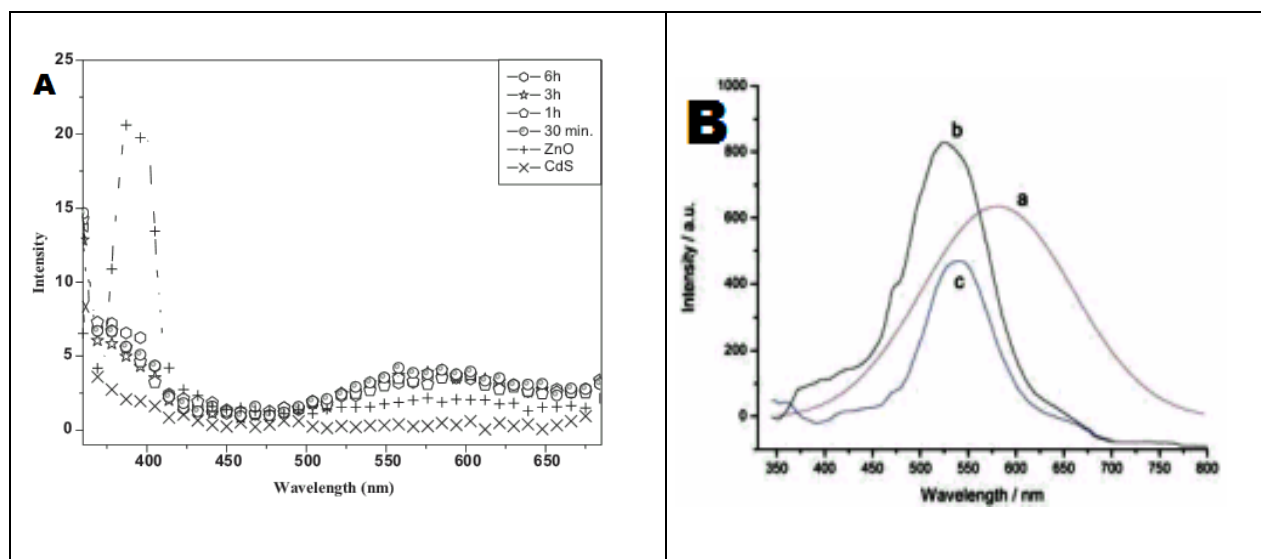 A
25
20
15
10
5
0
Intensity
400 450 500 550 600 650
Wavelength (nm)
6h
3h
1h
30 min.
ZnO
CdS
B
1000
800
600
400
200
0
Intensity / a.u.
b
a
c
350 400 450 500 550 600 650 700 750 800
Wavelength / nm